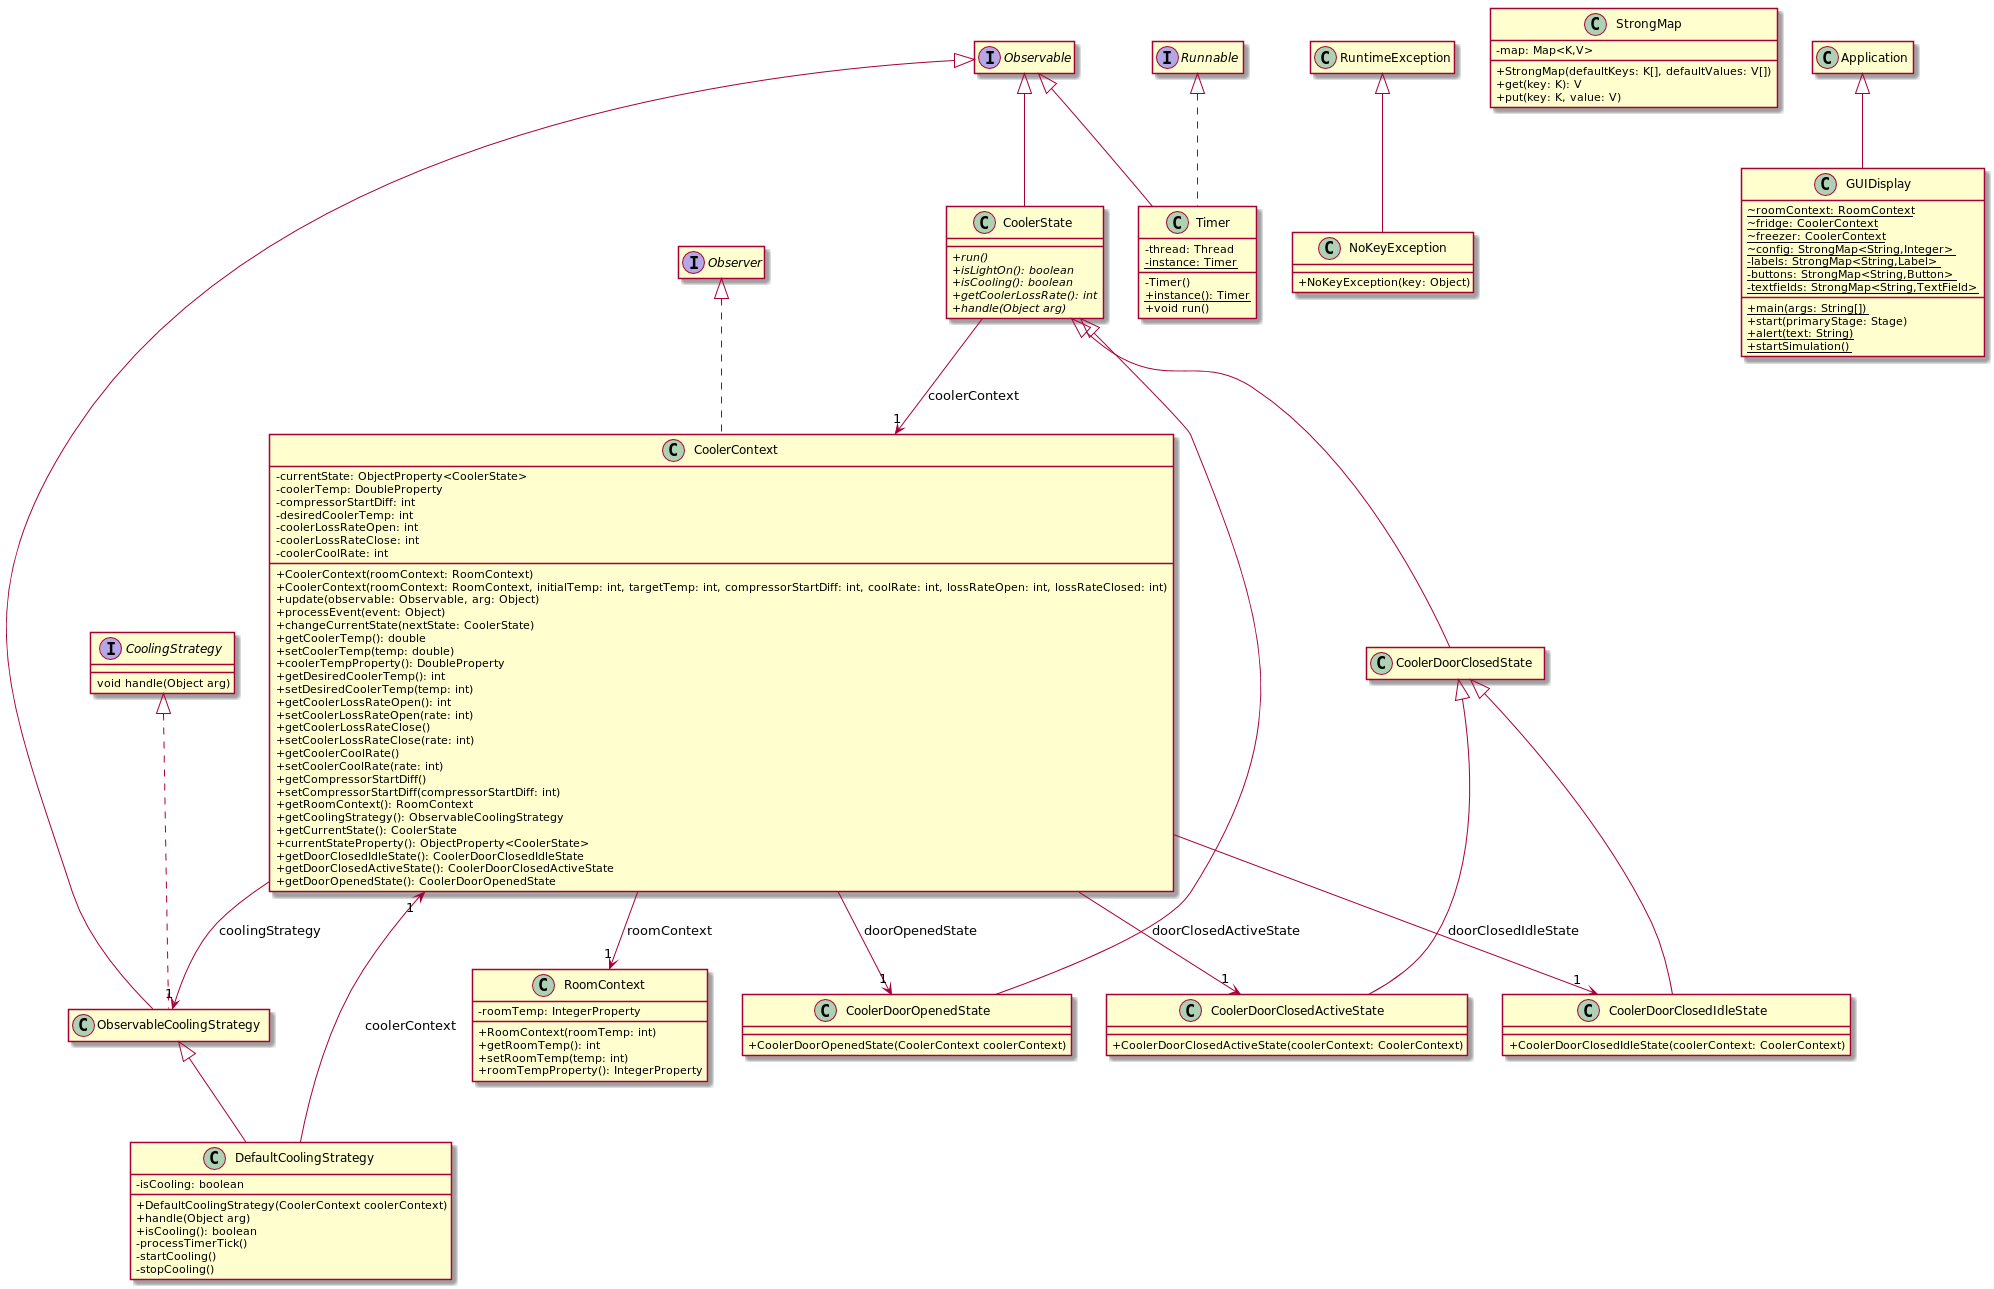 StrongMap
-map: Map<K,V>
+StrongMap(defaultKeys: K[], defaultValues: V[])
+get(key: K): V
+put(key: K, value: V)
I Observable
I Runnable
C RuntimeException
C
C Application
C GUIDisplay
~roomContext: RoomContext
~fridge: CoolerContext
~freezer: CoolerContext
~config: StrongMap<String,Integer>
-labels: StrongMap<String,Label>
-buttons: StrongMap<String,Button>
-textfields: StrongMap<String,TextField>
+main(args: String[])
+start(primaryStage: Stage)
+alert(text: String)
+startSimulation()
C CoolerState
+run()
+isLightOn(): boolean
+isCooling(): boolean
+getCoolerLossRate(): int
+handle(Object arg)
C Timer
-thread: Thread
-instance: Timer
-Timer()
+instance(): Timer
+void run()
C NoKeyException
+NoKeyException(key: Object)
I Observer
coolerContext
1
C CoolerContext
-currentState: ObjectProperty<CoolerState>
-coolerTemp: DoubleProperty
-compressorStartDiff: int
-desiredCoolerTemp: int
-coolerLossRateOpen: int
-coolerLossRateClose: int
-coolerCoolRate: int
+CoolerContext(roomContext: RoomContext)
+CoolerContext(roomContext: RoomContext, initialTemp: int, targetTemp: int, compressorStartDiff: int, coolRate: int, lossRateOpen: int, lossRateClosed: int)
+update(observable: Observable, arg: Object)
+processEvent(event: Object)
+changeCurrentState(nextState: CoolerState)
+getCoolerTemp(): double
+setCoolerTemp(temp: double)
+coolerTempProperty(): DoubleProperty
+getDesiredCoolerTemp(): int
+setDesiredCoolerTemp(temp: int)
+getCoolerLossRateOpen(): int
+setCoolerLossRateOpen(rate: int)
+getCoolerLossRateClose()
+setCoolerLossRateClose(rate: int)
+getCoolerCoolRate()
+setCoolerCoolRate(rate: int)
+getCompressorStartDiff()
+setCompressorStartDiff(compressorStartDiff: int)
+getRoomContext(): RoomContext
+getCoolingStrategy(): ObservableCoolingStrategy
+getCurrentState(): CoolerState
+currentStateProperty(): ObjectProperty<CoolerState>
+getDoorClosedIdleState(): CoolerDoorClosedIdleState
+getDoorClosedActiveState(): CoolerDoorClosedActiveState
+getDoorOpenedState(): CoolerDoorOpenedState
I CoolingStrategy
void handle(Object arg)
C CoolerDoorClosedState
1
coolingStrategy
roomContext
doorOpenedState
doorClosedActiveState
doorClosedIdleState
1
1
1
1
1
C ObservableCoolingStrategy
coolerContext
C RoomContext
-roomTemp: IntegerProperty
+RoomContext(roomTemp: int)
+getRoomTemp(): int
+setRoomTemp(temp: int)
+roomTempProperty(): IntegerProperty
C CoolerDoorOpenedState
+CoolerDoorOpenedState(CoolerContext coolerContext)
C CoolerDoorClosedActiveState
+CoolerDoorClosedActiveState(coolerContext: CoolerContext)
C CoolerDoorClosedIdleState
+CoolerDoorClosedIdleState(coolerContext: CoolerContext)
C DefaultCoolingStrategy
-isCooling: boolean
+DefaultCoolingStrategy(CoolerContext coolerContext)
+handle(Object arg)
+isCooling(): boolean
-processTimerTick()
-startCooling()
-stopCooling()